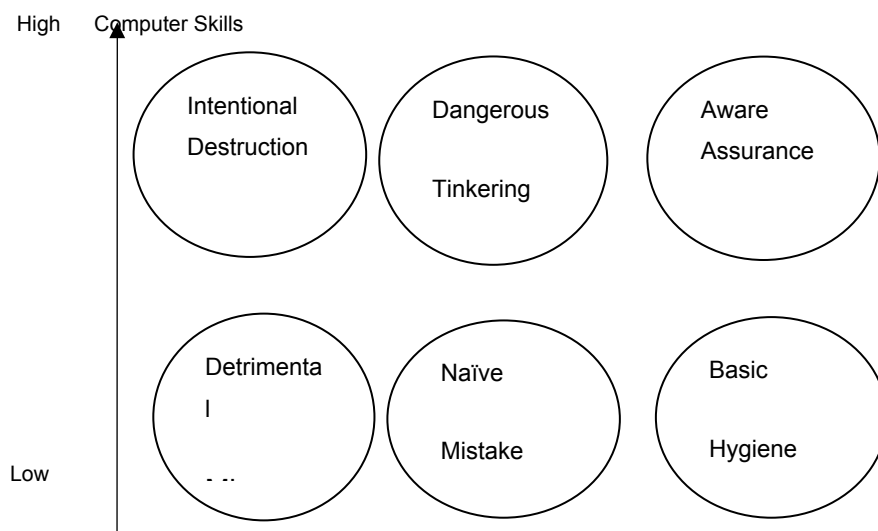 High Computer Skills
Intentional
Destruction
Dangerous
Tinkering
Aware
Assurance
Detrimenta
l
Naïve
Mistake
Basic
Hygiene
Low